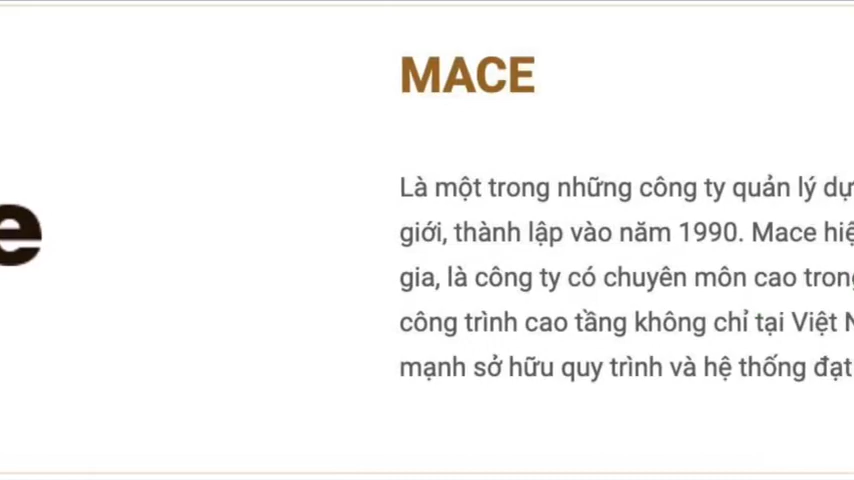 MACE
e
Là một trong những công ty quản lý dự
giới, thành lập vào năm 1990. Mace
gia, là công ty có chuyên môn cao trong
công trình cao tầng không chỉ tại Việt
mạnh sở hữu quy trình và hệ thống đạt